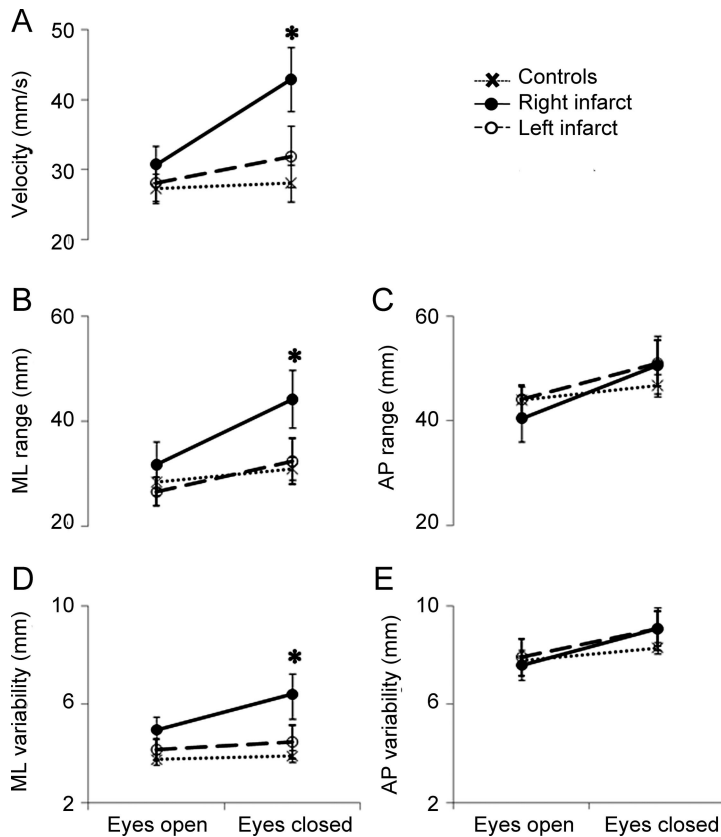 A
Velocity (mm/s)
50
40
30
20
*
Controls
Right infarct
Left infarct
B
ML range (mm)
60
40
20
*
C
AP range (mm)
60
40
20
D
ML variability (mm)
10
6
2
*
Eyes open
Eyes closed
E
AP variability (mm)
10
6
2
Eyes open
Eyes closed